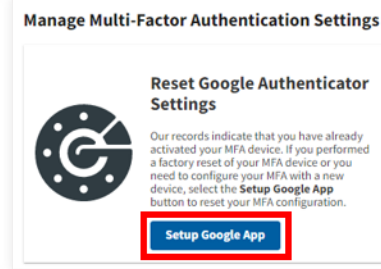 Manage Multi-Factor Authentication Settings
Reset Google Authenticator
Settings
Our records indicate that you have already
activated your MFA device. If you performed
a factory reset of your MFA device or you
need to configure your MFA with a new
device, select the Setup Google App
button to reset your MFA configuration.
Setup Google App